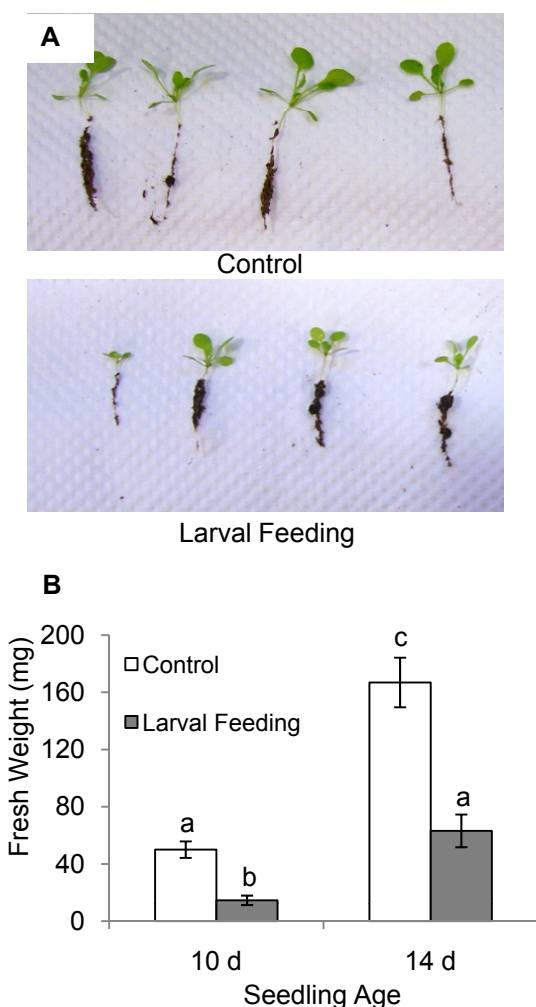 A
Control
Larval Feeding
B
Fresh Weight (mg)
200
160
120
80
40
0
Control
Larval Feeding
a
b
c
a
10 d
14 d
Seedling Age